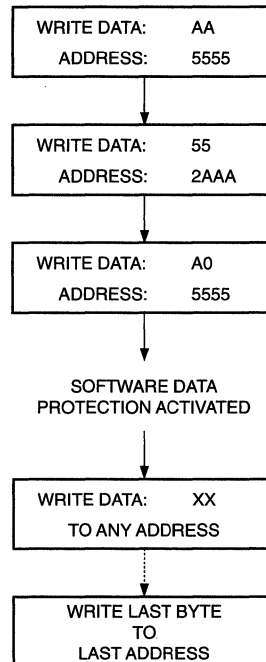 WRITE DATA: AA
ADDRESS: 5555
WRITE DATA: 55
ADDRESS: 2AAA
WRITE DATA: A0
ADDRESS: 5555
SOFTWARE DATA
PROTECTION ACTIVATED
WRITE DATA: XX
TO ANY ADDRESS
WRITE LAST BYTE
TO
LAST ADDRESS